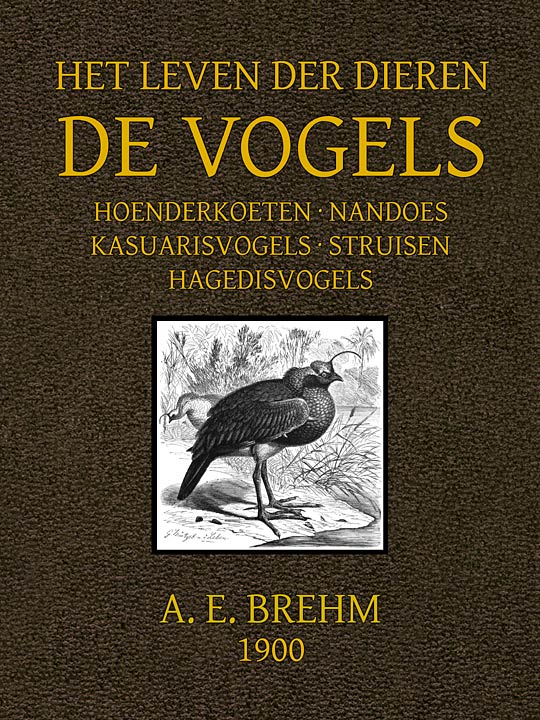 HET LEVEN DER DIEREN
DE VOGELS
HOENDERKOETEN · NANDOES
KASUARISVOGELS · STRUISEN
HAGEDISVOGELS
A. E. BREHM
1900